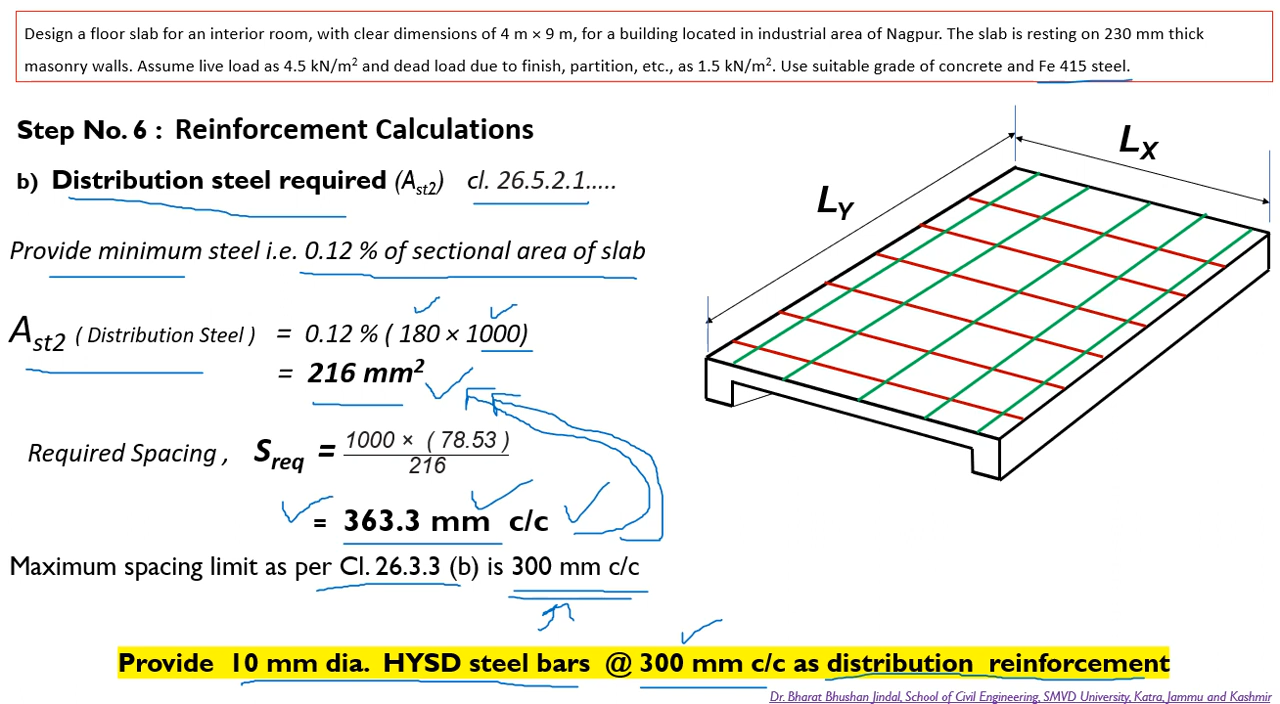 Design a floor slab for an interior room, with clear dimensions of 4 m × 9 m, for a building located in industrial area of Nagpur. The slab is resting on 230 mm thick
masonry walls. Assume live load as 4.5 kN/m² and dead load due to finish, partition, etc., as 1.5 kN/m². Use suitable grade of concrete and Fe 415 steel.
Step No. 6 : Reinforcement Calculations
b) Distribution steel required (Ast2) cl. 26.5.2.1.....
Provide minimum steel i.e. 0.12 % of sectional area of slab
Ast2 ( Distribution Steel ) = 0.12 % ( 180 × 1000)
= 216 mm²
Required Spacing , Sreq = 1000 × ( 78.53 )
216
= 363.3 mm c/c
Maximum spacing limit as per Cl. 26.3.3 (b) is 300 mm c/c
Provide 10 mm dia. HYSD steel bars @ 300 mm c/c as distribution reinforcement
LX
LY
Dr. Bharat Bhushan Jindal, School of Civil Engineering, SMVD University, Katra, Jammu and Kashmir